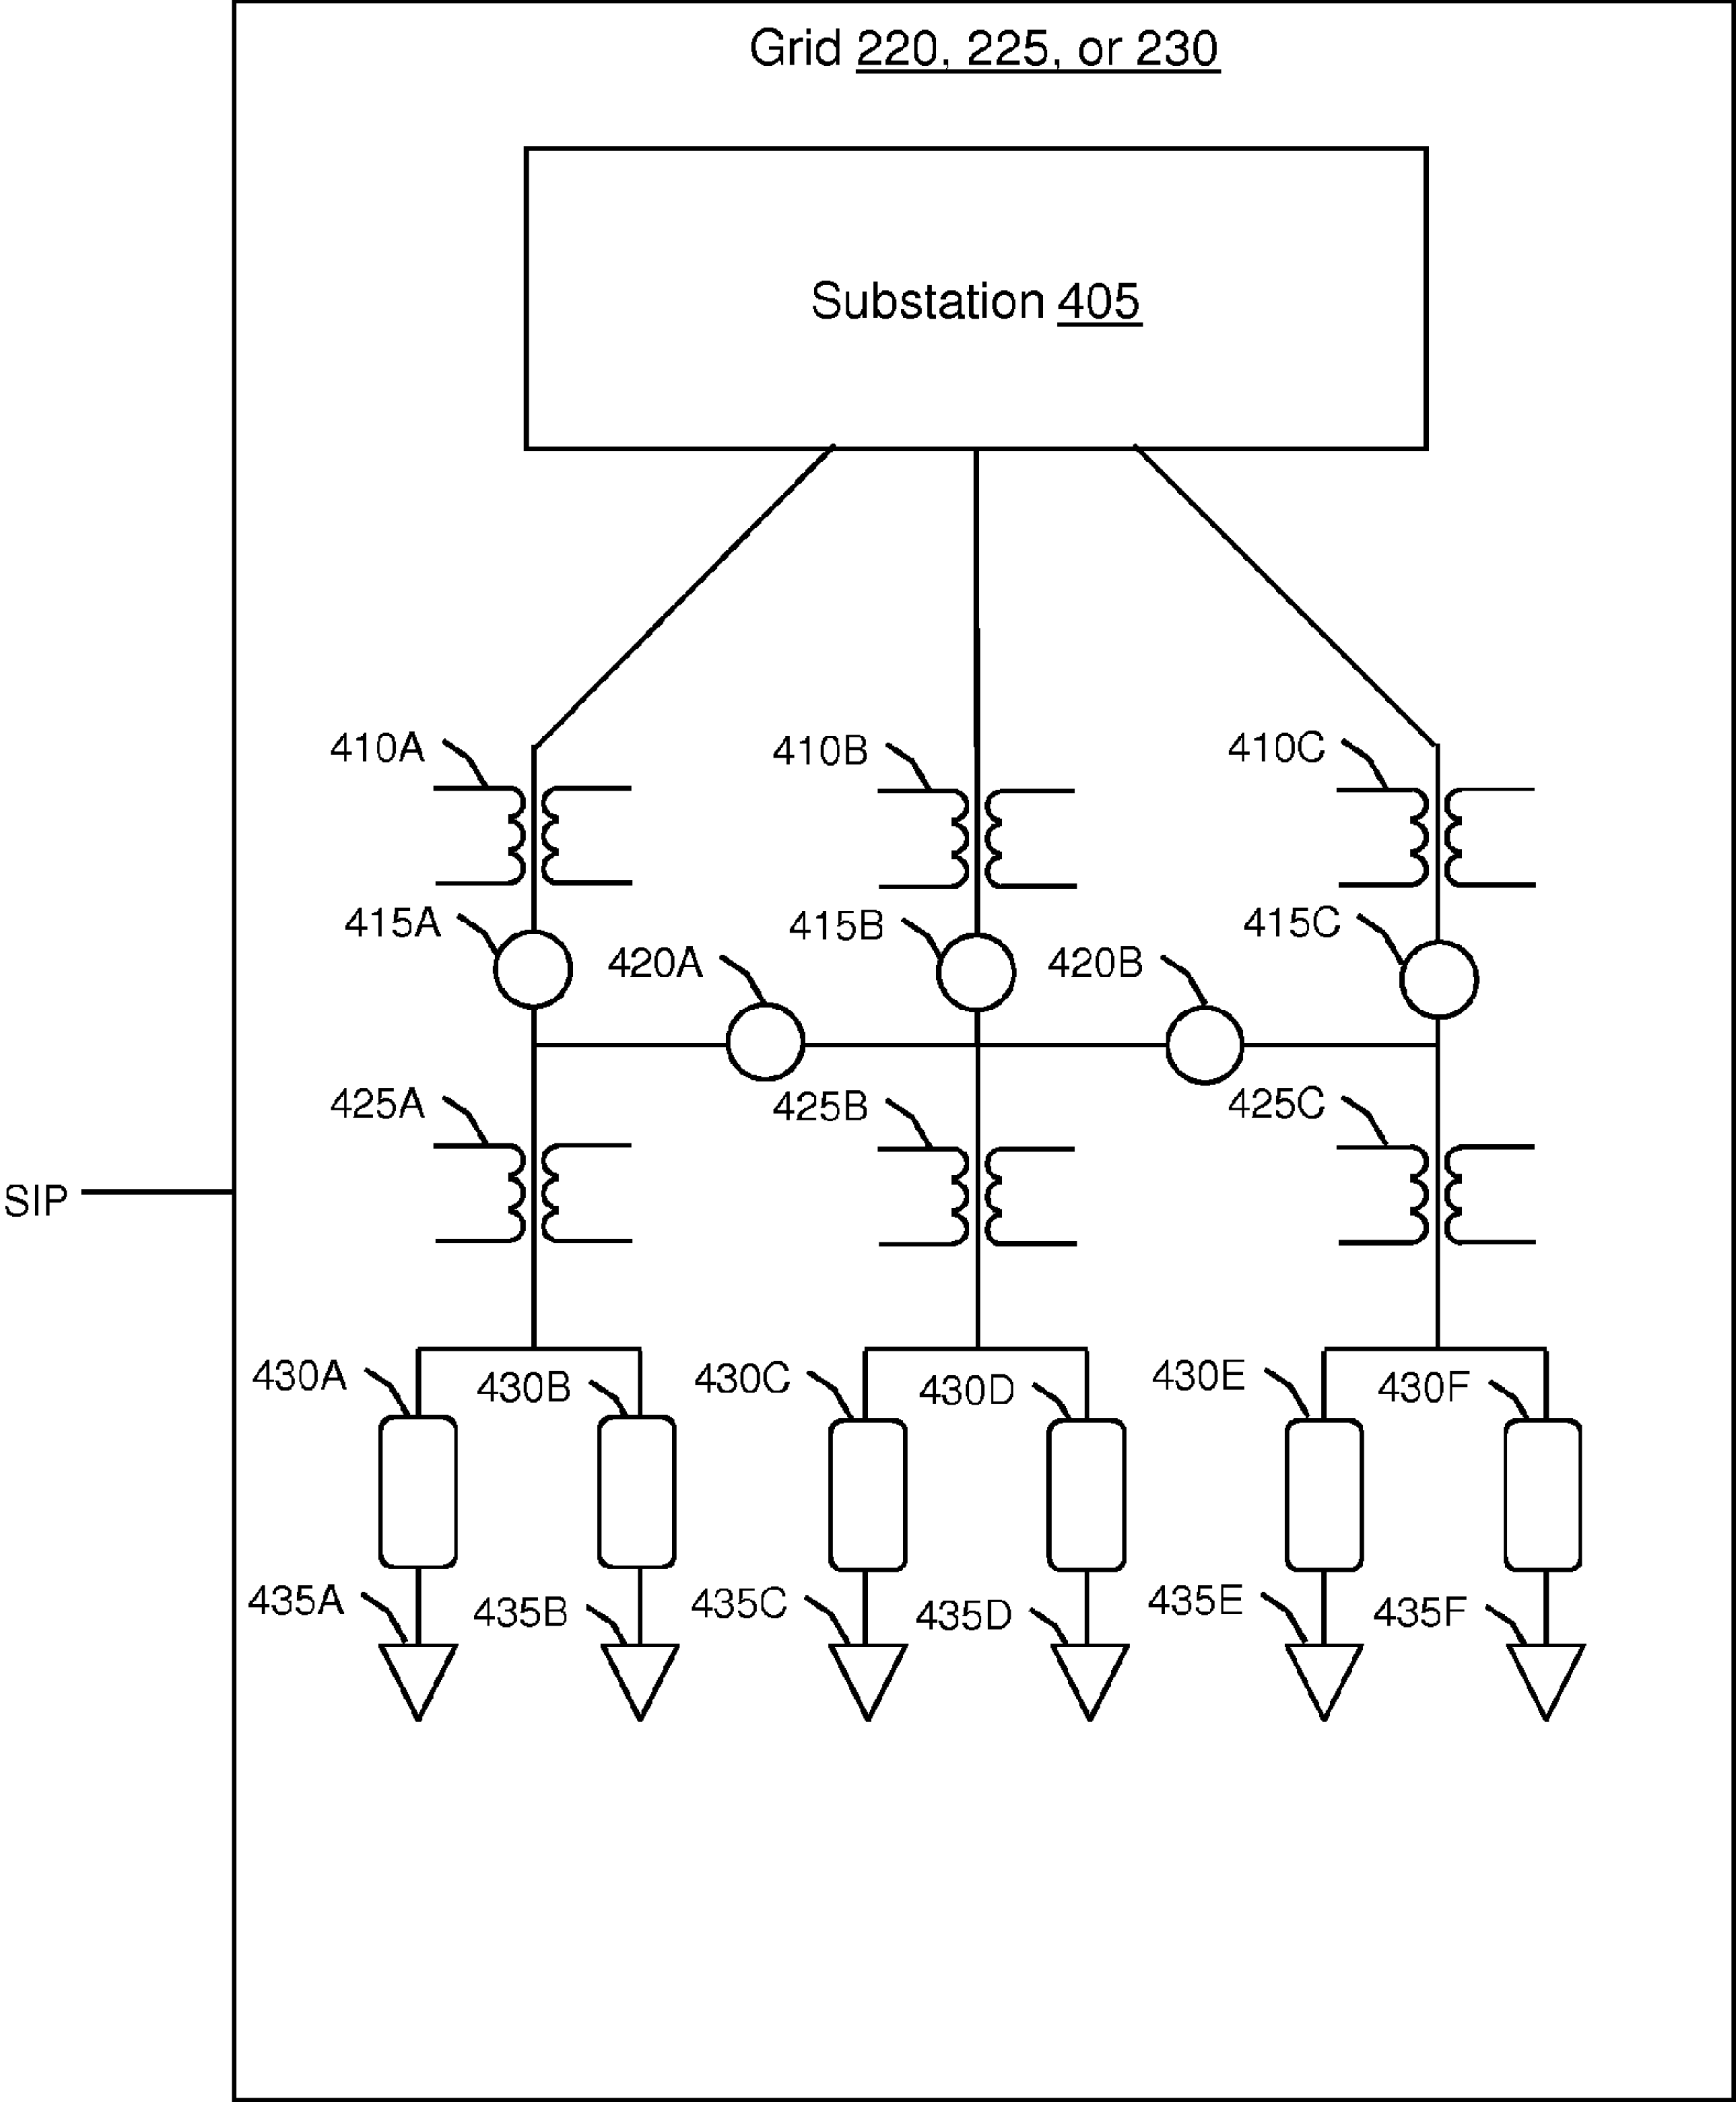 Grid 220, 225, or 230
Substation 405
410A
410B
410C
415A
415B
415C
420A
420B
425A
425B
425C
SIP
430A
430B
430C
430D
430E
430F
435A
435B
435C
435D
435E
435F